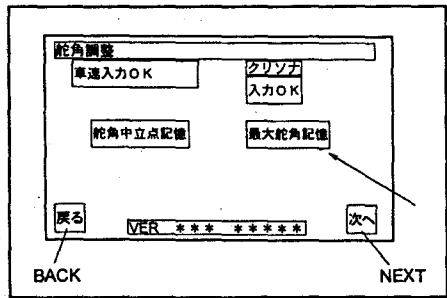 舵角調整
車速入力OK
クリソナ
入力OK
舵角中立点記憶
最大舵角記憶
戻る
VER *** *****
次へ
BACK
NEXT